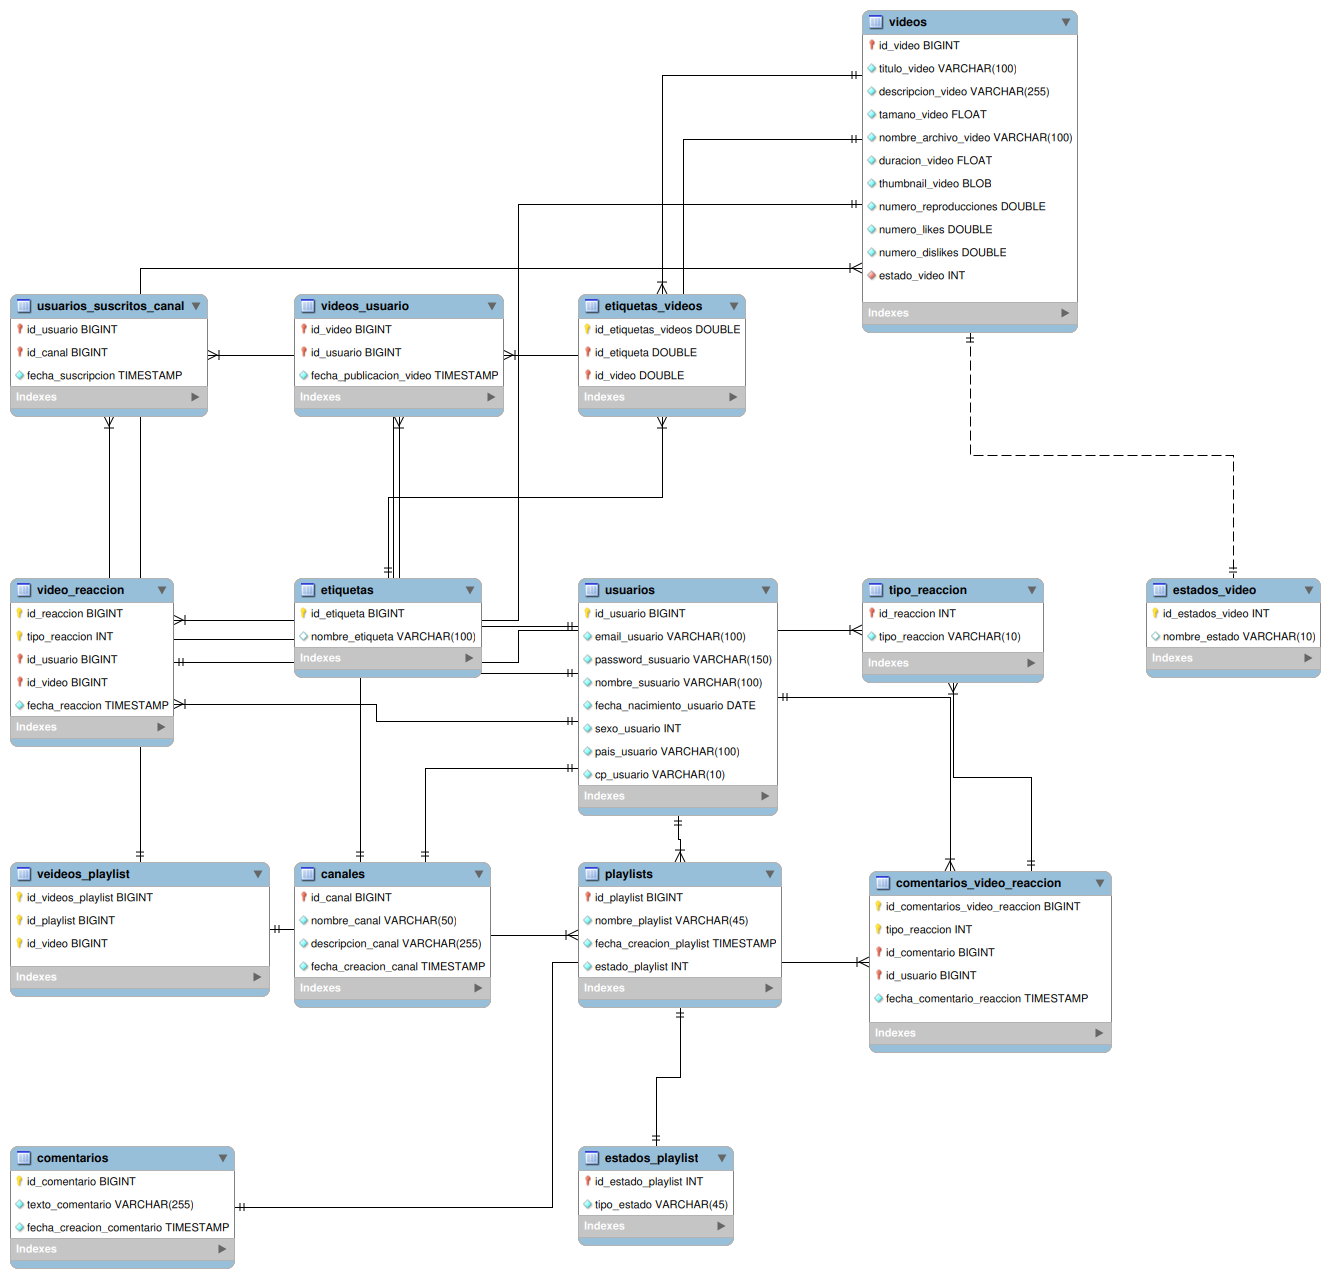 videos
id_video BIGINT
titulo_video VARCHAR(100)
descripcion_video VARCHAR(255)
tamano_video FLOAT
nombre_archivo_video VARCHAR(100)
duracion_video FLOAT
thumbnail_video BLOB
numero_reproducciones DOUBLE
numero_likes DOUBLE
numero_dislikes DOUBLE
estado_video INT
Indexes
usuarios_suscritos_canal
id_usuario BIGINT
id_canal BIGINT
fecha_suscripcion TIMESTAMP
Indexes
videos_usuario
id_video BIGINT
id_usuario BIGINT
fecha_publicacion_video TIMESTAMP
Indexes
etiquetas_videos
id_etiquetas_videos DOUBLE
id_etiqueta DOUBLE
id_video DOUBLE
Indexes
video_reaccion
id_reaccion BIGINT
tipo_reaccion INT
id_usuario BIGINT
id_video BIGINT
fecha_reaccion TIMESTAMP
Indexes
etiquetas
id_etiqueta BIGINT
nombre_etiqueta VARCHAR(100)
Indexes
usuarios
id_usuario BIGINT
email_usuario VARCHAR(100)
password_susuario VARCHAR(150)
nombre_susuario VARCHAR(100)
fecha_nacimiento_usuario DATE
sexo_usuario INT
pais_usuario VARCHAR(100)
cp_usuario VARCHAR(10)
Indexes
tipo_reaccion
id_reaccion INT
tipo_reaccion VARCHAR(10)
Indexes
estados_video
id_estados_video INT
nombre_estado VARCHAR(10)
Indexes
veideos_playlist
id_videos_playlist BIGINT
id_playlist BIGINT
id_video BIGINT
Indexes
canales
id_canal BIGINT
nombre_canal VARCHAR(50)
descripcion_canal VARCHAR(255)
fecha_creacion_canal TIMESTAMP
Indexes
playlists
id_playlist BIGINT
nombre_playlist VARCHAR(45)
fecha_creacion_playlist TIMESTAMP
estado_playlist INT
Indexes
comentarios_video_reaccion
id_comentarios_video_reaccion BIGINT
tipo_reaccion INT
id_comentario BIGINT
id_usuario BIGINT
fecha_comentario_reaccion TIMESTAMP
Indexes
comentarios
id_comentario BIGINT
texto_comentario VARCHAR(255)
fecha_creacion_comentario TIMESTAMP
Indexes
estados_playlist
id_estado_playlist INT
tipo_estado VARCHAR(45)
Indexes